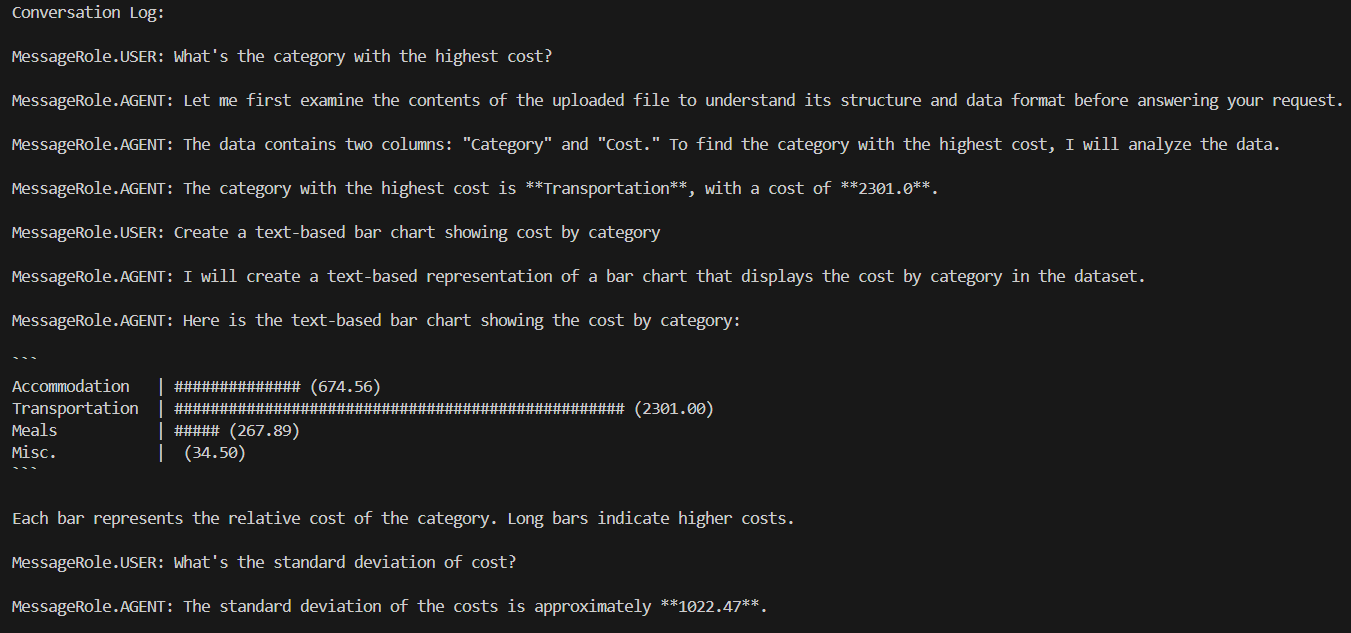 Conversation Log:
MessageRole.USER: What's the category with the highest cost?
MessageRole.AGENT: Let me first examine the contents of the uploaded file to understand its structure and data format before answering your request.
MessageRole.AGENT: The data contains two columns: "Category" and "Cost." To find the category with the highest cost, I will analyze the data.
MessageRole.AGENT: The category with the highest cost is **Transportation**, with a cost of **2301.0**.
MessageRole.USER: Create a text-based bar chart showing cost by category
MessageRole.AGENT: I will create a text-based representation of a bar chart that displays the cost by category in the dataset.
MessageRole.AGENT: Here is the text-based bar chart showing the cost by category:
```
Accommodation   | ############## (674.56)
Transportation  | ################################################## (2301.00)
Meals           | ##### (267.89)
Misc.           |  (34.50)
```
Each bar represents the relative cost of the category. Long bars indicate higher costs.
MessageRole.USER: What's the standard deviation of cost?
MessageRole.AGENT: The standard deviation of the costs is approximately **1022.47**.